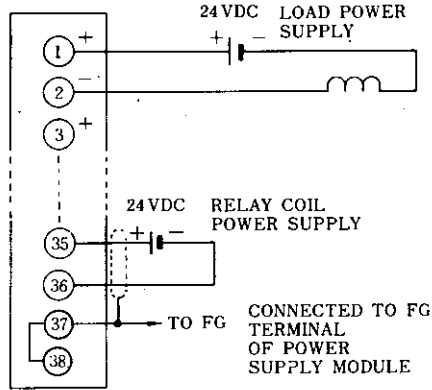 24VDC LOAD POWER SUPPLY
+ -
1 +
2 -
3 +
24VDC RELAY COIL POWER SUPPLY
+ -
35
36
37 TO FG
38
CONNECTED TO FG
TERMINAL
OF POWER
SUPPLY MODULE